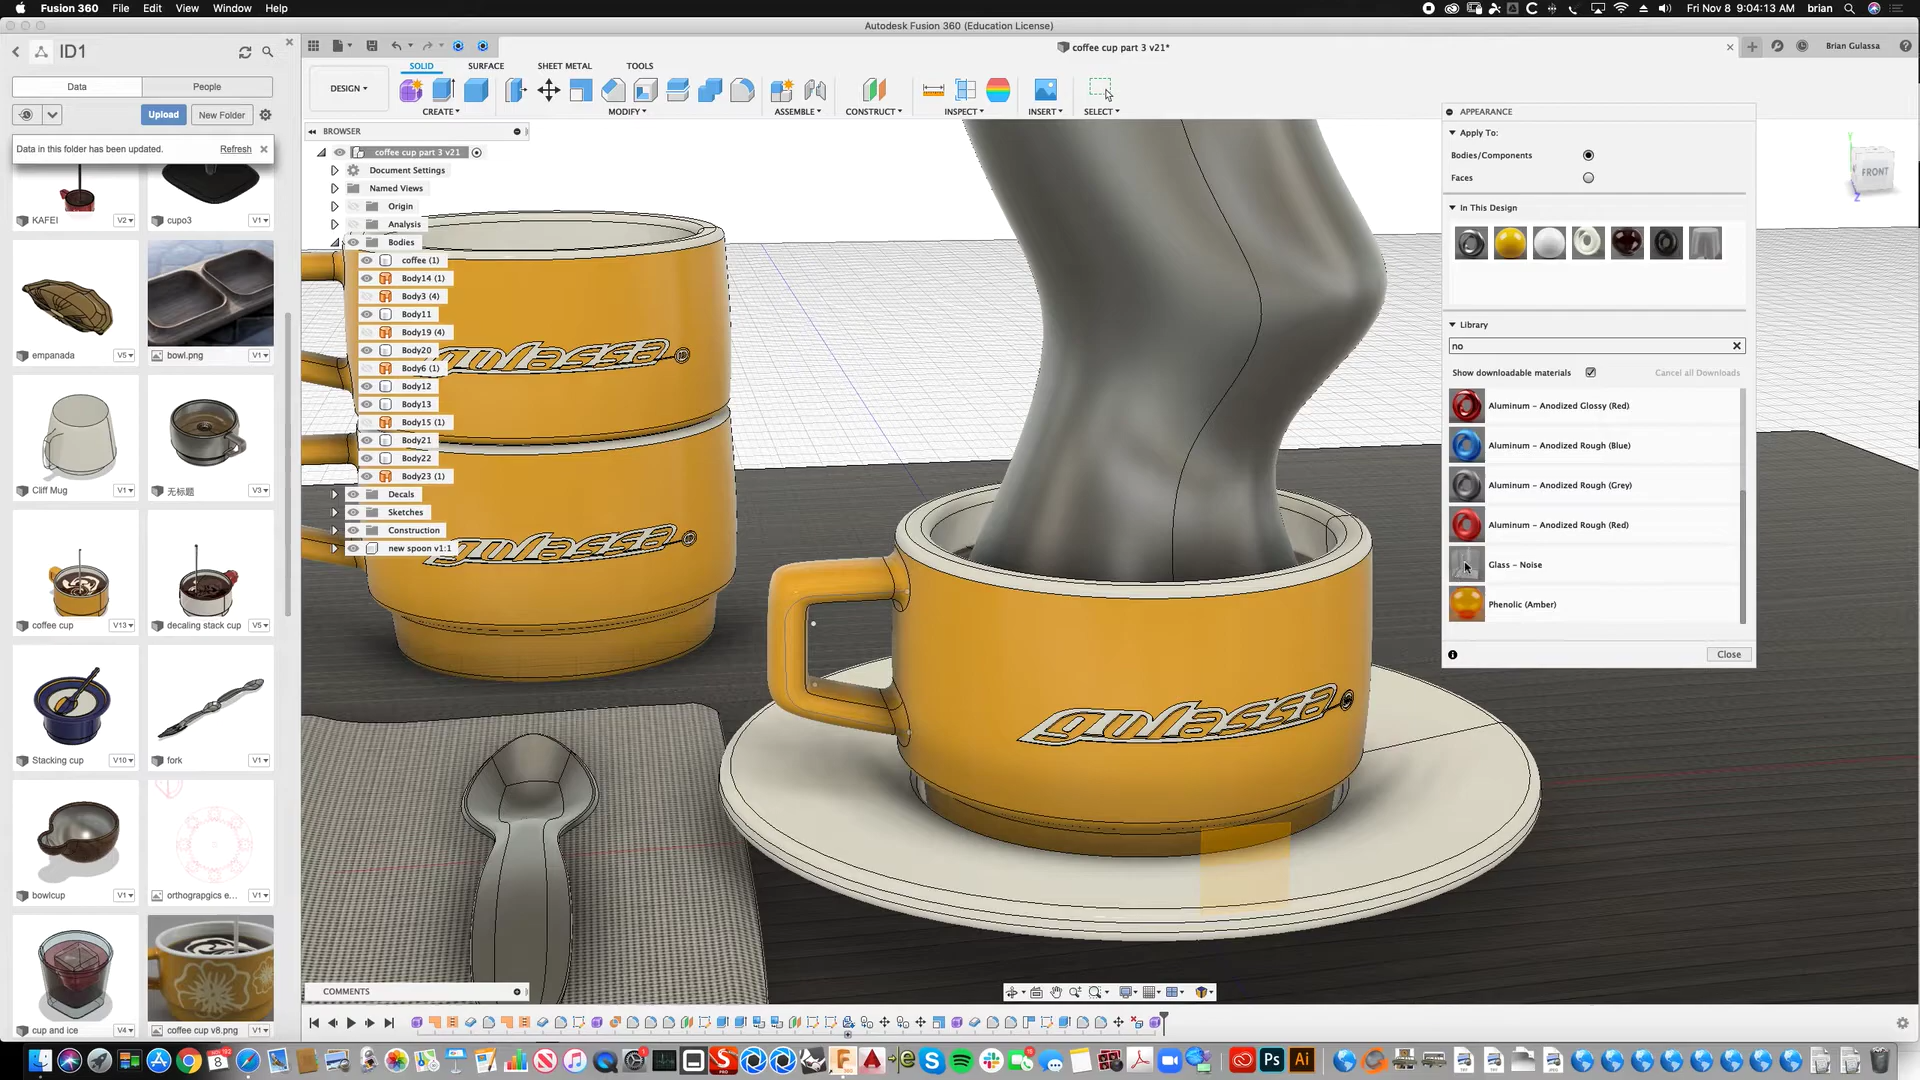 Fusion 360 File Edit View Window Help
Fri Nov 8 9:04:13 AM brian
Autodesk Fusion 360 (Education License)
ID1
Data People
Upload New Folder
Data in this folder has been updated. Refresh
KAFEI V2
cupo3 V1
empanada V5
bowl.png V1
Cliff Mug V1
无标题 V3
coffee cup V13
decaling stack cup V5
Stacking cup V10
fork V1
bowlcup V1
orthograpgics e... V1
cup and ice V4
coffee cup v8.png V1
coffee cup part 3 v21*
Brian Gulassa
SOLID SURFACE SHEET METAL TOOLS
DESIGN
CREATE MODIFY ASSEMBLE CONSTRUCT INSPECT INSERT SELECT
BROWSER
coffee cup part 3 v21
Document Settings
Named Views
Origin
Analysis
Bodies
coffee (1)
Body14 (1)
Body3 (4)
Body11
Body19 (4)
Body20
Body6 (1)
Body12
Body13
Body15 (1)
Body21
Body22
Body23 (1)
Decals
Sketches
Construction
new spoon v1:1
gulassa
gulassa
gulassa
APPEARANCE
Apply To:
Bodies/Components
Faces
In This Design
Library
no
Show downloadable materials Cancel all Downloads
Aluminum - Anodized Glossy (Red)
Aluminum - Anodized Rough (Blue)
Aluminum - Anodized Rough (Grey)
Aluminum - Anodized Rough (Red)
Glass - Noise
Phenolic (Amber)
Close
FRONT
Y
Z
COMMENTS
Ps Ai